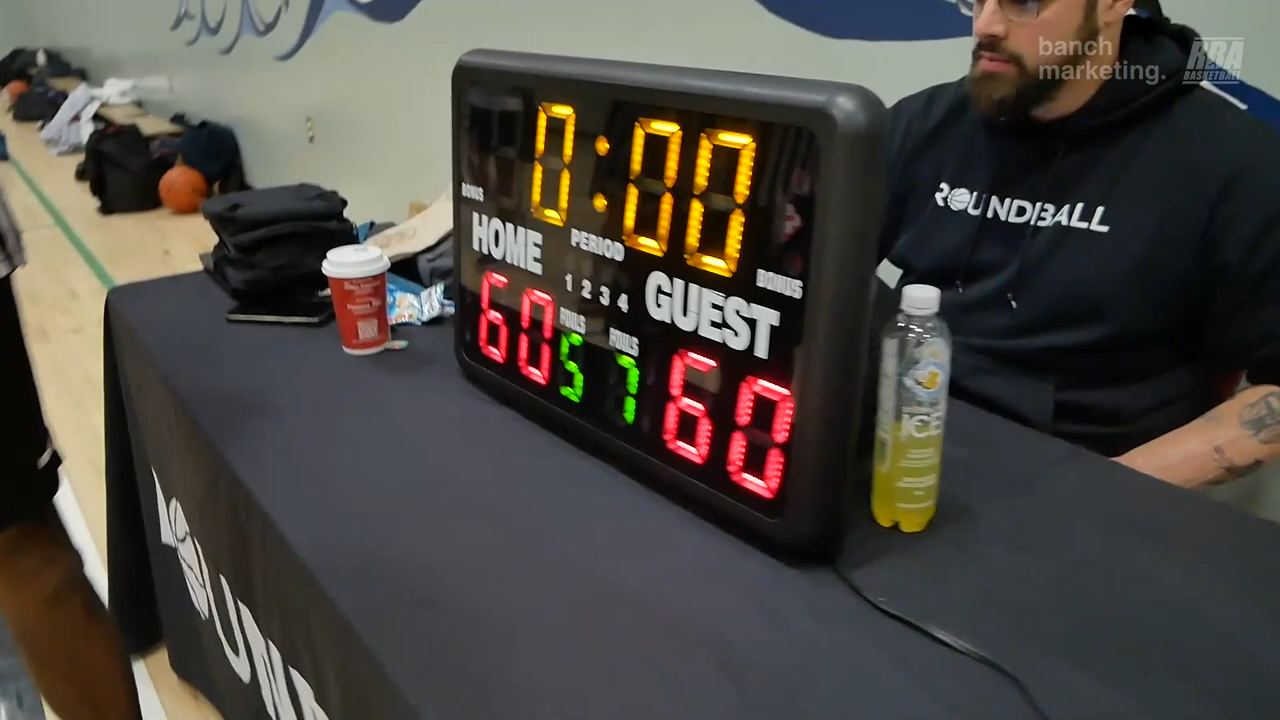 banch
marketing.
RBA
BASKETBALL
0:00
BONUS
HOME
PERIOD
1 2 3 4
GUEST
BONUS
60
FOULS
5
FOULS
7
60
ROUNDBALL
ICE